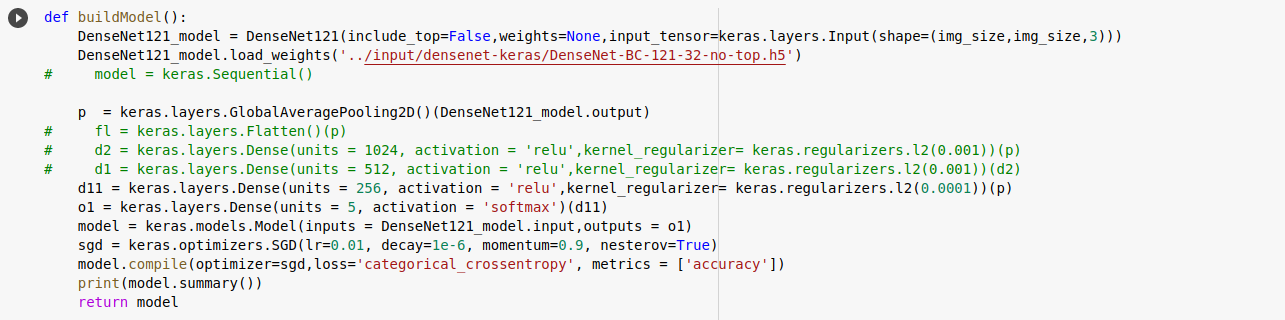 def buildModel():
    DenseNet121_model = DenseNet121(include_top=False,weights=None,input_tensor=keras.layers.Input(shape=(img_size,img_size,3)))
    DenseNet121_model.load_weights('../input/densenet-keras/DenseNet-BC-121-32-no-top.h5')
#     model = keras.Sequential()
    p  = keras.layers.GlobalAveragePooling2D()(DenseNet121_model.output)
#     fl = keras.layers.Flatten()(p)
#     d2 = keras.layers.Dense(units = 1024, activation = 'relu',kernel_regularizer= keras.regularizers.l2(0.001))(p)
#     d1 = keras.layers.Dense(units = 512, activation = 'relu',kernel_regularizer= keras.regularizers.l2(0.001))(d2)
    d11 = keras.layers.Dense(units = 256, activation = 'relu',kernel_regularizer= keras.regularizers.l2(0.0001))(p)
    o1 = keras.layers.Dense(units = 5, activation = 'softmax')(d11)
    model = keras.models.Model(inputs = DenseNet121_model.input,outputs = o1)
    sgd = keras.optimizers.SGD(lr=0.01, decay=1e-6, momentum=0.9, nesterov=True)
    model.compile(optimizer=sgd,loss='categorical_crossentropy', metrics = ['accuracy'])
    print(model.summary())
    return model